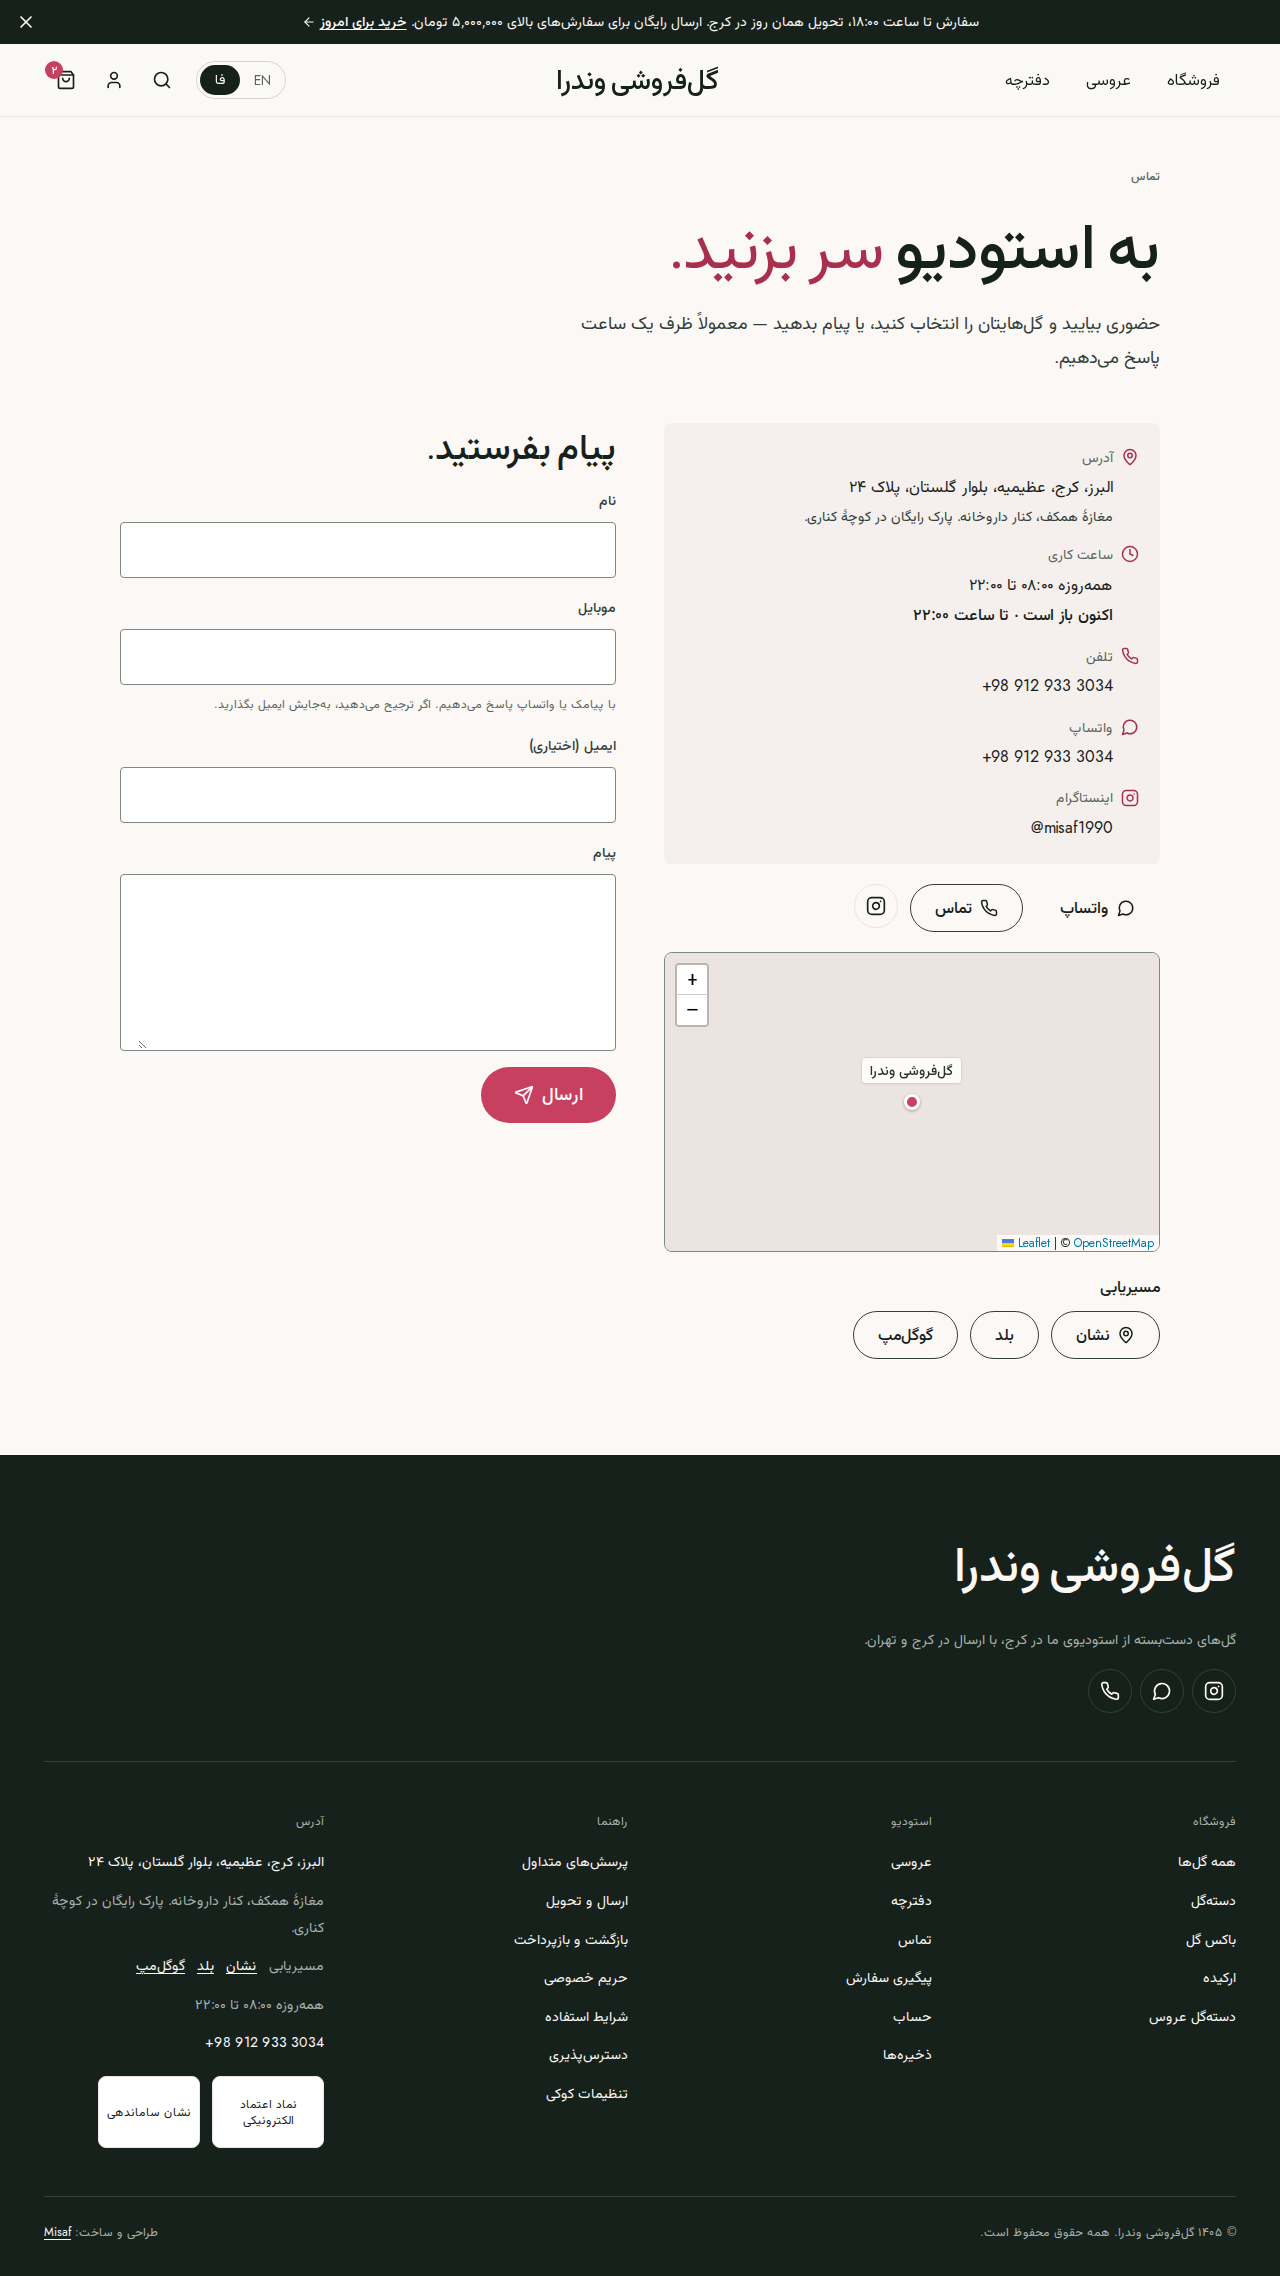 سفارش تا ساعت ۱۸:۰۰، تحویل همان روز در کرج. ارسال رایگان برای سفارش‌های بالای ۵,۰۰۰,۰۰۰ تومان. خرید برای امروز ←
فروشگاه
عروسی
دفترچه
گل‌فروشی وندرا
EN
فا
۲
تماس
به استودیو سر بزنید.
حضوری بیایید و گل‌هایتان را انتخاب کنید، یا پیام بدهید — معمولاً ظرف یک ساعت
پاسخ می‌دهیم.
آدرس
البرز، کرج، عظیمیه، بلوار گلستان، پلاک ۲۴
مغازهٔ همکف، کنار داروخانه. پارک رایگان در کوچهٔ کناری.
ساعت کاری
همه‌روزه ۰۸:۰۰ تا ۲۲:۰۰
اکنون باز است · تا ساعت ۲۲:۰۰
تلفن
+98 912 933 3034
واتساپ
+98 912 933 3034
اینستاگرام
@misaf1990
واتساپ
تماس
+
−
گل‌فروشی وندرا
Leaflet | © OpenStreetMap
مسیریابی
نشان
بلد
گوگل‌مپ
پیام بفرستید.
نام
موبایل
با پیامک یا واتساپ پاسخ می‌دهیم. اگر ترجیح می‌دهید، به‌جایش ایمیل بگذارید.
ایمیل (اختیاری)
پیام
ارسال
گل‌فروشی وندرا
گل‌های دست‌بسته از استودیوی ما در کرج، با ارسال در کرج و تهران.
فروشگاه
همه گل‌ها
دسته‌گل
باکس گل
ارکیده
دسته‌گل عروس
استودیو
عروسی
دفترچه
تماس
پیگیری سفارش
حساب
ذخیره‌ها
راهنما
پرسش‌های متداول
ارسال و تحویل
بازگشت و بازپرداخت
حریم خصوصی
شرایط استفاده
دسترس‌پذیری
تنظیمات کوکی
آدرس
البرز، کرج، عظیمیه، بلوار گلستان، پلاک ۲۴
مغازهٔ همکف، کنار داروخانه. پارک رایگان در کوچهٔ
کناری.
مسیریابی نشان بلد گوگل‌مپ
همه‌روزه ۰۸:۰۰ تا ۲۲:۰۰
+98 912 933 3034
نماد اعتماد
الکترونیکی
نشان ساماندهی
© ۱۴۰۵ گل‌فروشی وندرا. همه حقوق محفوظ است.
طراحی و ساخت: Misaf